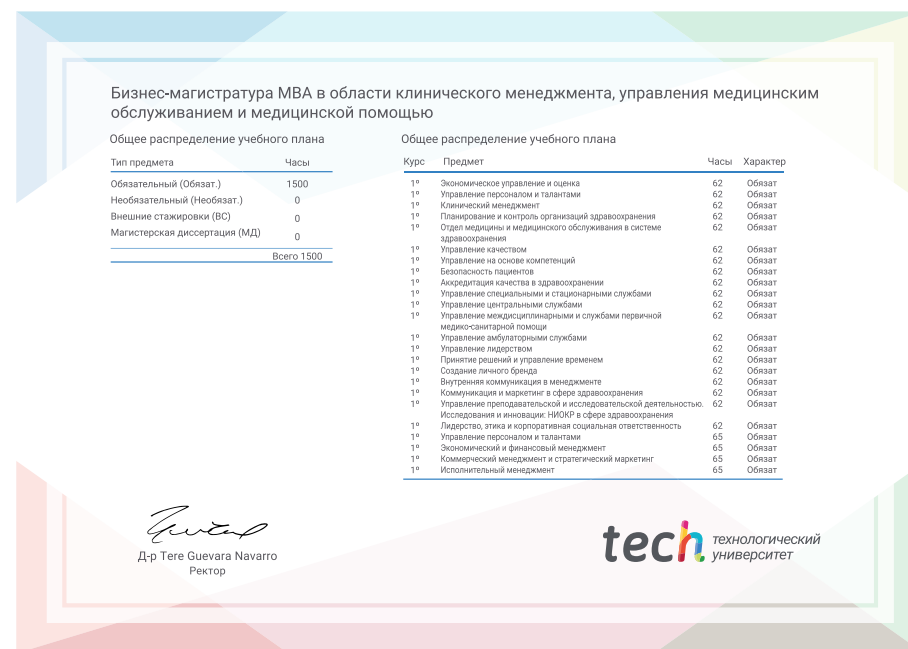 Бизнес-магистратура MBA в области клинического менеджмента, управления медицинским
обслуживанием и медицинской помощью
Общее распределение учебного плана
Тип предмета Часы
Обязательный (Обязат.) 1500
Необязательный (Необязат.) 0
Внешние стажировки (ВС) 0
Магистерская диссертация (МД) 0
Всего 1500
Общее распределение учебного плана
Курс Предмет Часы Характер
1º Экономическое управление и оценка 62 Обязат
1º Управление персоналом и талантами 62 Обязат
1º Клинический менеджмент 62 Обязат
1º Планирование и контроль организаций здравоохранения 62 Обязат
1º Отдел медицины и медицинского обслуживания в системе 62 Обязат
здравоохранения
1º Управление качеством 62 Обязат
1º Управление на основе компетенций 62 Обязат
1º Безопасность пациентов 62 Обязат
1º Аккредитация качества в здравоохранении 62 Обязат
1º Управление специальными и стационарными службами 62 Обязат
1º Управление центральными службами 62 Обязат
1º Управление междисциплинарными и службами первичной 62 Обязат
медико-санитарной помощи
1º Управление амбулаторными службами 62 Обязат
1º Управление лидерством 62 Обязат
1º Принятие решений и управление временем 62 Обязат
1º Создание личного бренда 62 Обязат
1º Внутренняя коммуникация в менеджменте 62 Обязат
1º Коммуникация и маркетинг в сфере здравоохранения 62 Обязат
1º Управление преподавательской и исследовательской деятельностью. 62 Обязат
Исследования и инновации: НИОКР в сфере здравоохранения
1º Лидерство, этика и корпоративная социальная ответственность 62 Обязат
1º Управление персоналом и талантами 65 Обязат
1º Экономический и финансовый менеджмент 65 Обязат
1º Коммерческий менеджмент и стратегический маркетинг 65 Обязат
1º Исполнительный менеджмент 65 Обязат
Д-р Tere Guevara Navarro
Ректор
tech технологический
университет